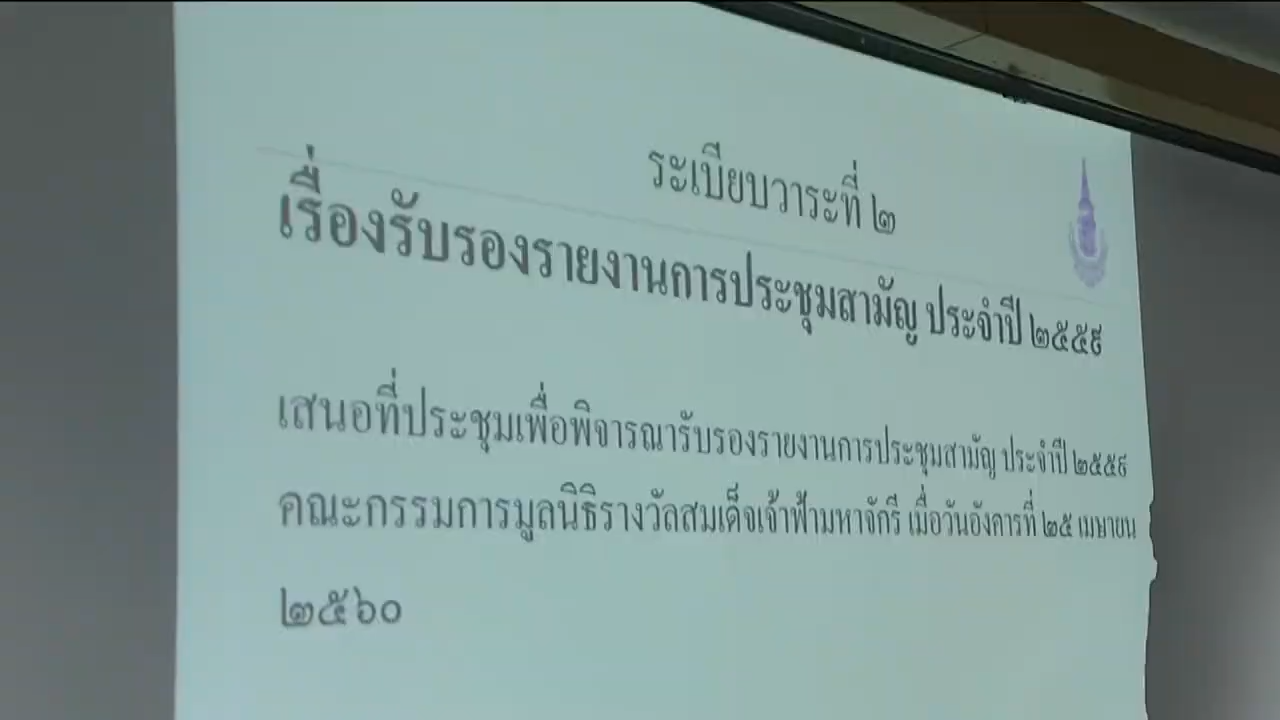 ระเบียบวาระที่ ๒
เรื่องรับรองรายงานการประชุมสามัญ ประจำปี ๒๕๕๙
เสนอที่ประชุมเพื่อพิจารณารับรองรายงานการประชุมสามัญ ประจำปี ๒๕๕๙
คณะกรรมการมูลนิธิรางวัลสมเด็จเจ้าฟ้ามหาจักรี เมื่อวันอังคารที่ ๒๕ เมษายน
๒๕๖๐